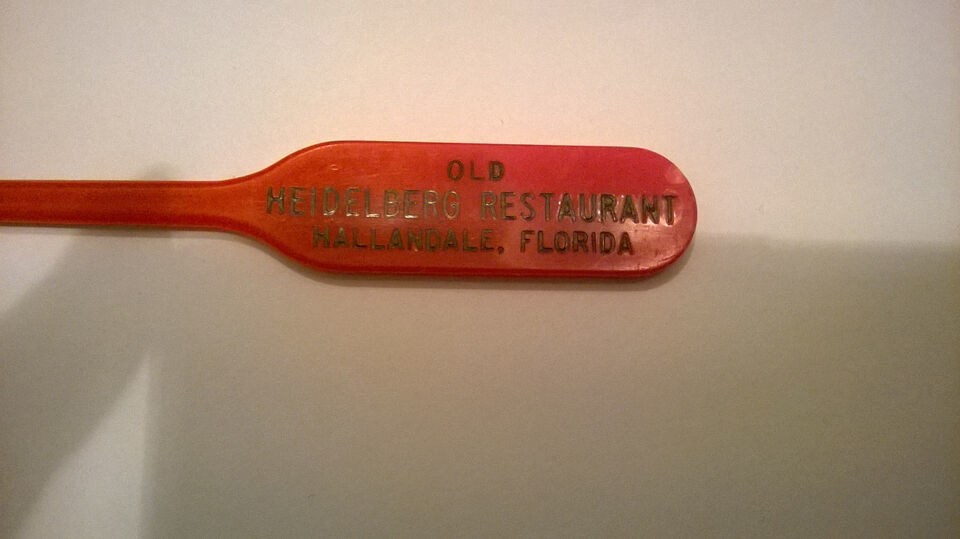 OLD
HEIDELBERG RESTAURANT
HALLANDALE, FLORIDA